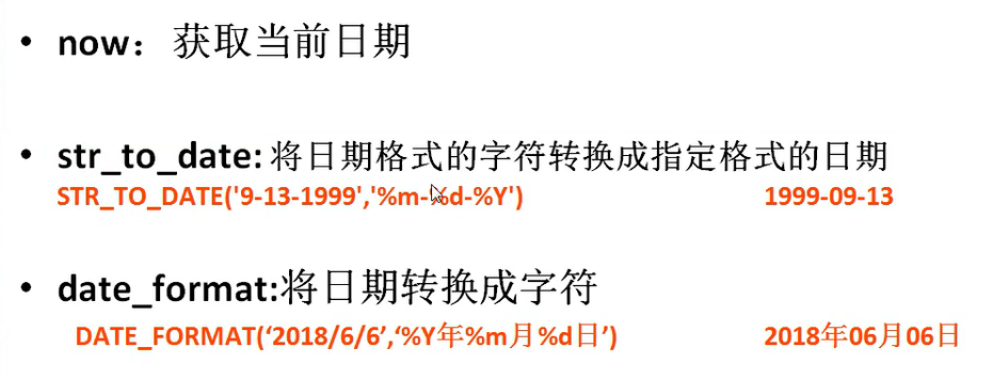 • now：获取当前日期
• str_to_date: 将日期格式的字符转换成指定格式的日期
STR_TO_DATE('9-13-1999','%m-%d-%Y') 1999-09-13
• date_format:将日期转换成字符
DATE_FORMAT(‘2018/6/6’,‘%Y年%m月%d日’) 2018年06月06日